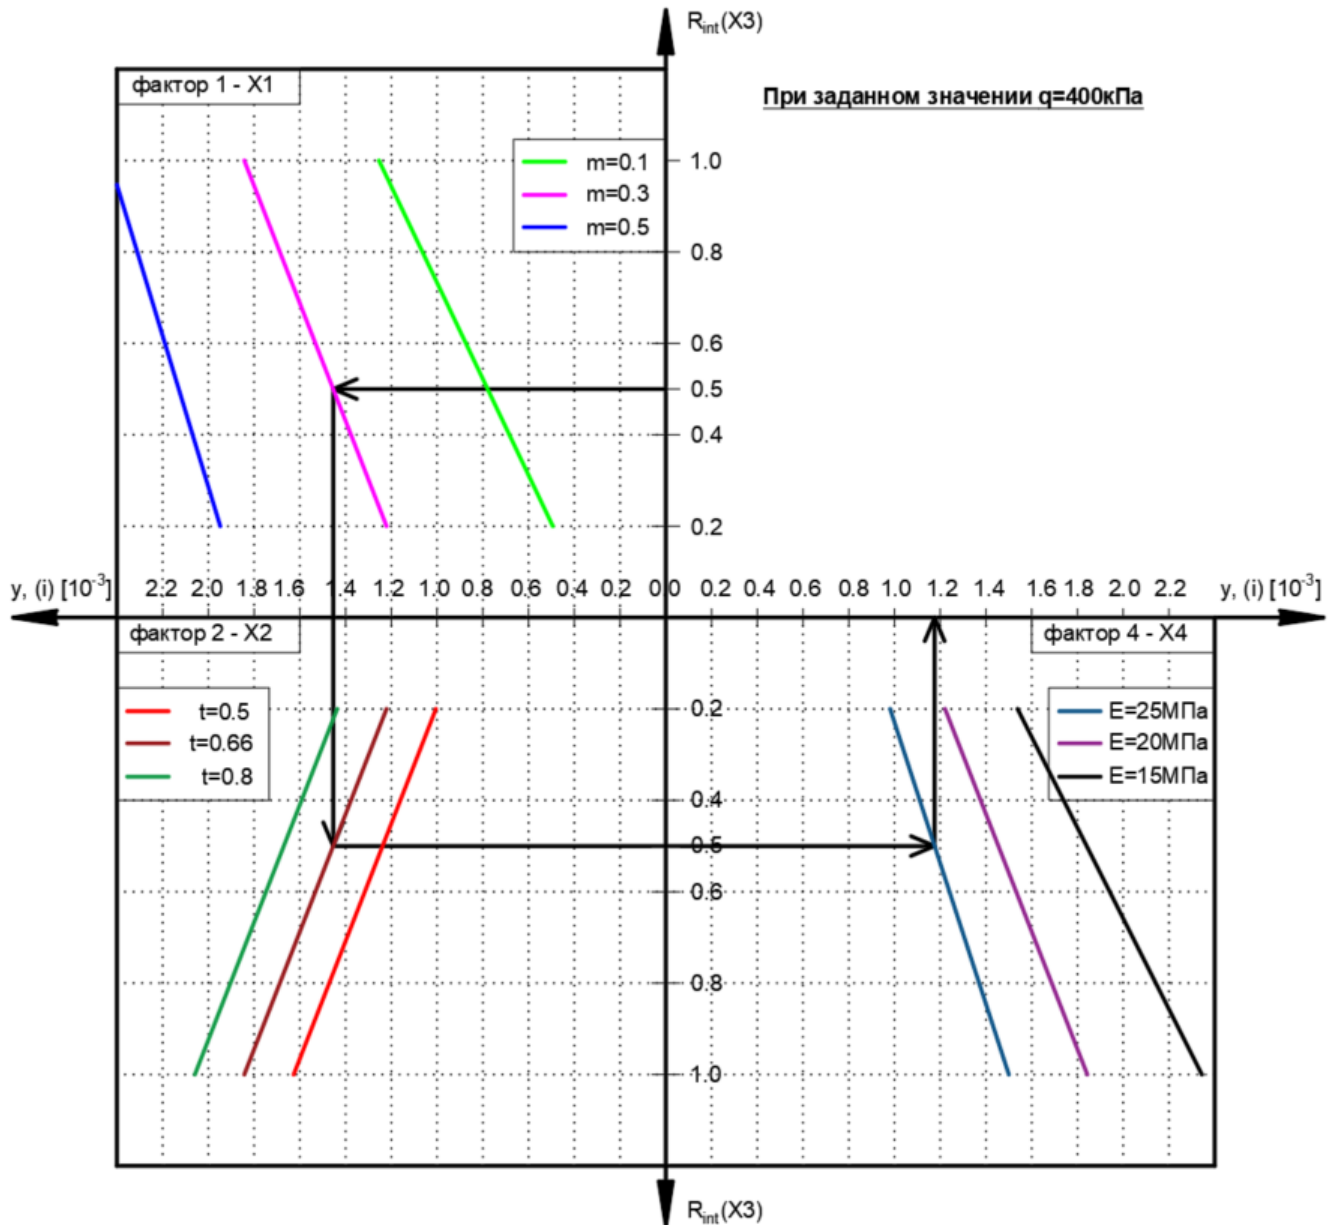 R_int(X3)
фактор 1 - X1
При заданном значении q=400кПа
m=0.1
m=0.3
m=0.5
1.0
0.8
0.6
0.5
0.4
0.2
y, (i) [10⁻³]
2.2 2.0 1.8 1.6 1.4 1.2 1.0 0.8 0.6 0.4 0.2 0.0 0.2 0.4 0.6 0.8 1.0 1.2 1.4 1.6 1.8 2.0 2.2
y, (i) [10⁻³]
фактор 2 - X2
фактор 4 - X4
t=0.5
t=0.66
t=0.8
0.2
0.4
0.5
0.6
0.8
1.0
E=25МПа
E=20МПа
E=15МПа
R_int(X3)